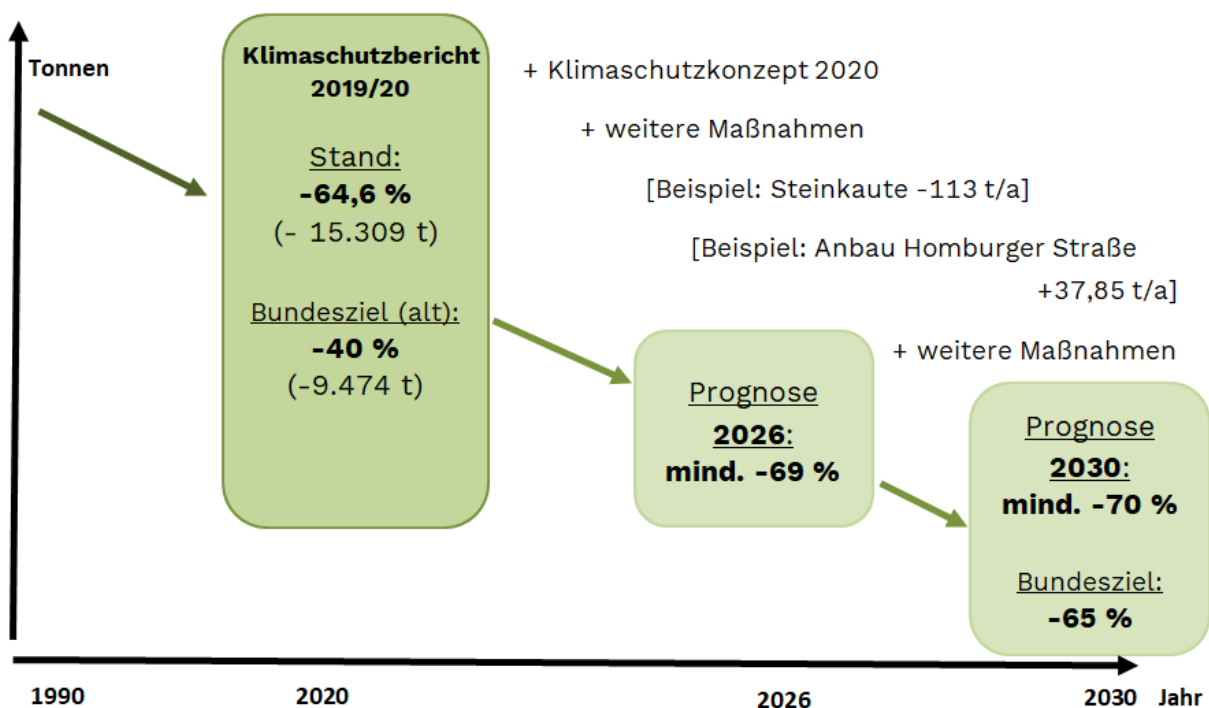 Tonnen
Klimaschutzbericht
2019/20
Stand:
-64,6 %
(- 15.309 t)
Bundesziel (alt):
-40 %
(-9.474 t)
+ Klimaschutzkonzept 2020
+ weitere Maßnahmen
[Beispiel: Steinkaute -113 t/a]
[Beispiel: Anbau Homburger Straße
+37,85 t/a]
+ weitere Maßnahmen
Prognose
2026:
mind. -69 %
Prognose
2030:
mind. -70 %
Bundesziel:
-65 %
1990 2020 2026 2030 Jahr